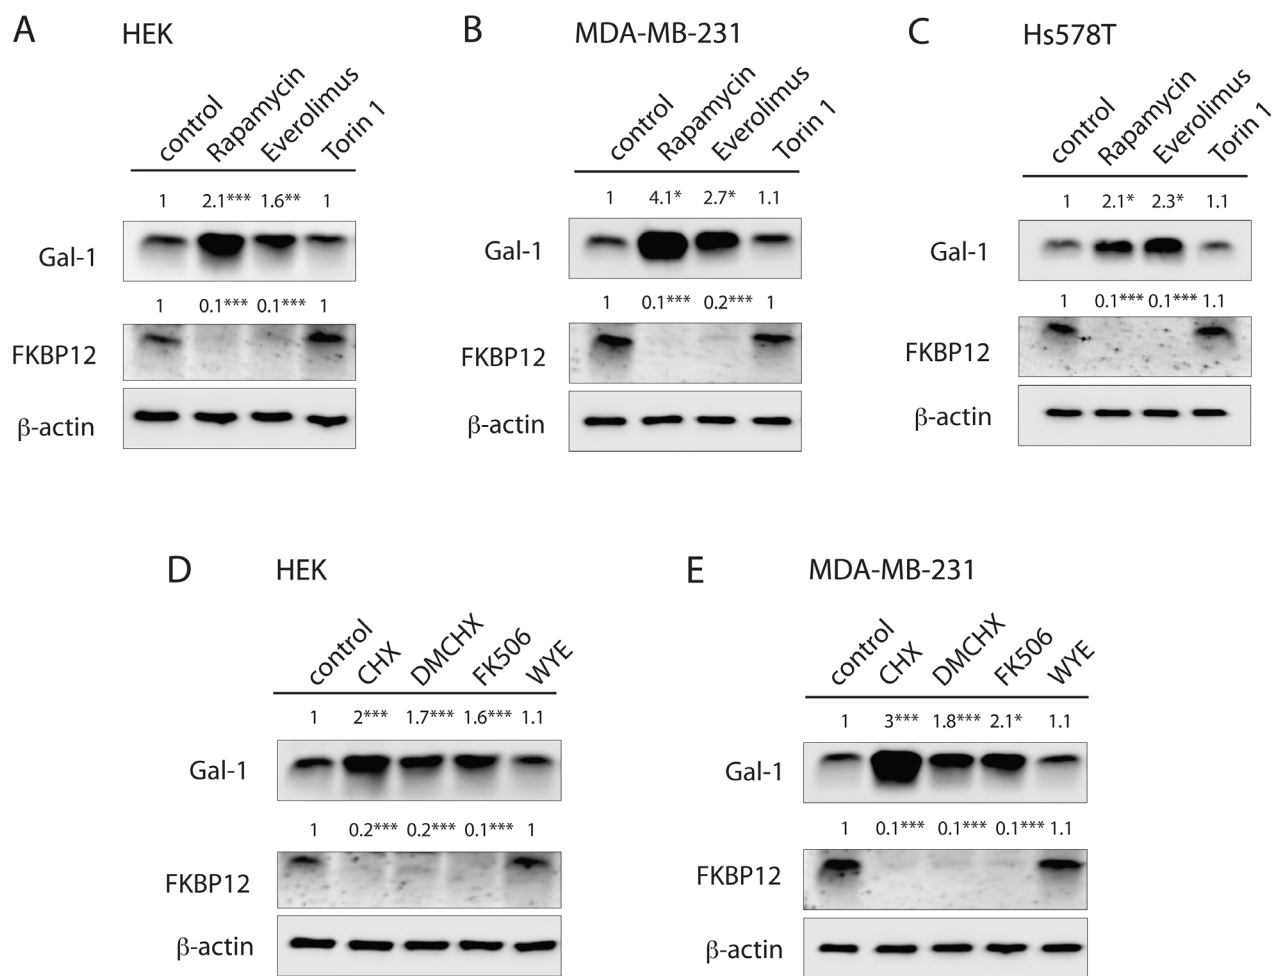 A HEK
control Rapamycin Everolimus Torin 1
1 2.1*** 1.6** 1
Gal-1
1 0.1*** 0.1*** 1
FKBP12
β-actin
B MDA-MB-231
control Rapamycin Everolimus Torin 1
1 4.1* 2.7* 1.1
Gal-1
1 0.1*** 0.2*** 1
FKBP12
β-actin
C Hs578T
control Rapamycin Everolimus Torin 1
1 2.1* 2.3* 1.1
Gal-1
1 0.1*** 0.1*** 1.1
FKBP12
β-actin
D HEK
control CHX DMCHX FK506 WYE
1 2*** 1.7*** 1.6*** 1.1
Gal-1
1 0.2*** 0.2*** 0.1*** 1
FKBP12
β-actin
E MDA-MB-231
control CHX DMCHX FK506 WYE
1 3*** 1.8*** 2.1* 1.1
Gal-1
1 0.1*** 0.1*** 0.1*** 1.1
FKBP12
β-actin